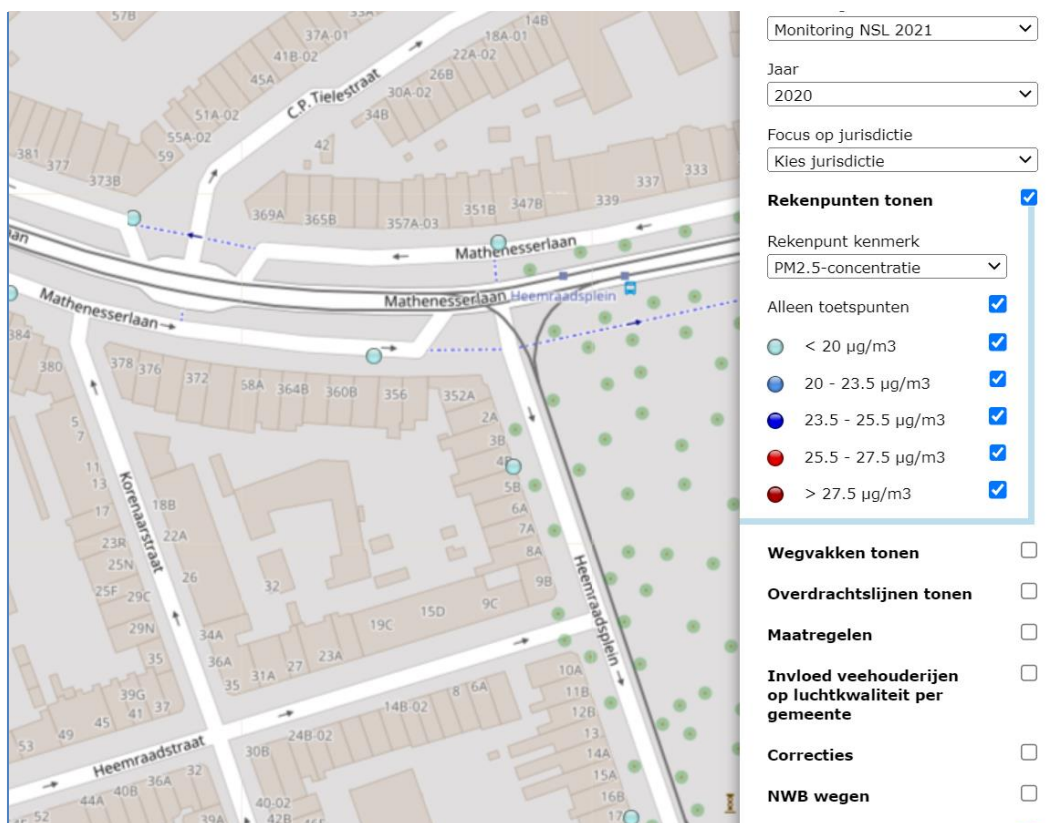 57B
37A-01
41B-02
45A
51A-02
55A-02
59
381
377
373B
C.P. Tielestraat
14B
18A-01
22A-02
26B
30A-02
34B
42
369A
365B
357A-03
351B
347B
339
337
333
Mathenesserlaan
Mathenesserlaan
Heemraadsplein
Mathenesserlaan
384
380
378
376
372
68A
364B
360B
356
352A
2A
3B
4B
5B
6A
7A
8A
9B
9C
15D
19C
23A
27
31A
35
5
7
11
13
17
23R
25N
25F
29C
29N
35
37
39G
41
45
49
53
Korenaarstraat
18B
22A
26
32
34A
36A
Heemraadsplein
10A
11B
12B
13
14A
15A
16B
17
8
6A
14B-02
24B-02
30B
Heemraadstraat
32
36A
40B
44A
52
39A
40-02
42B
Monitoring NSL 2021
Jaar
2020
Focus op jurisdictie
Kies jurisdictie
Rekenpunten tonen
Rekenpunt kenmerk
PM2.5-concentratie
Alleen toetspunten
< 20 µg/m3
20 - 23.5 µg/m3
23.5 - 25.5 µg/m3
25.5 - 27.5 µg/m3
> 27.5 µg/m3
Wegvakken tonen
Overdrachtslijnen tonen
Maatregelen
Invloed veehouderijen
op luchtkwaliteit per
gemeente
Correcties
NWB wegen